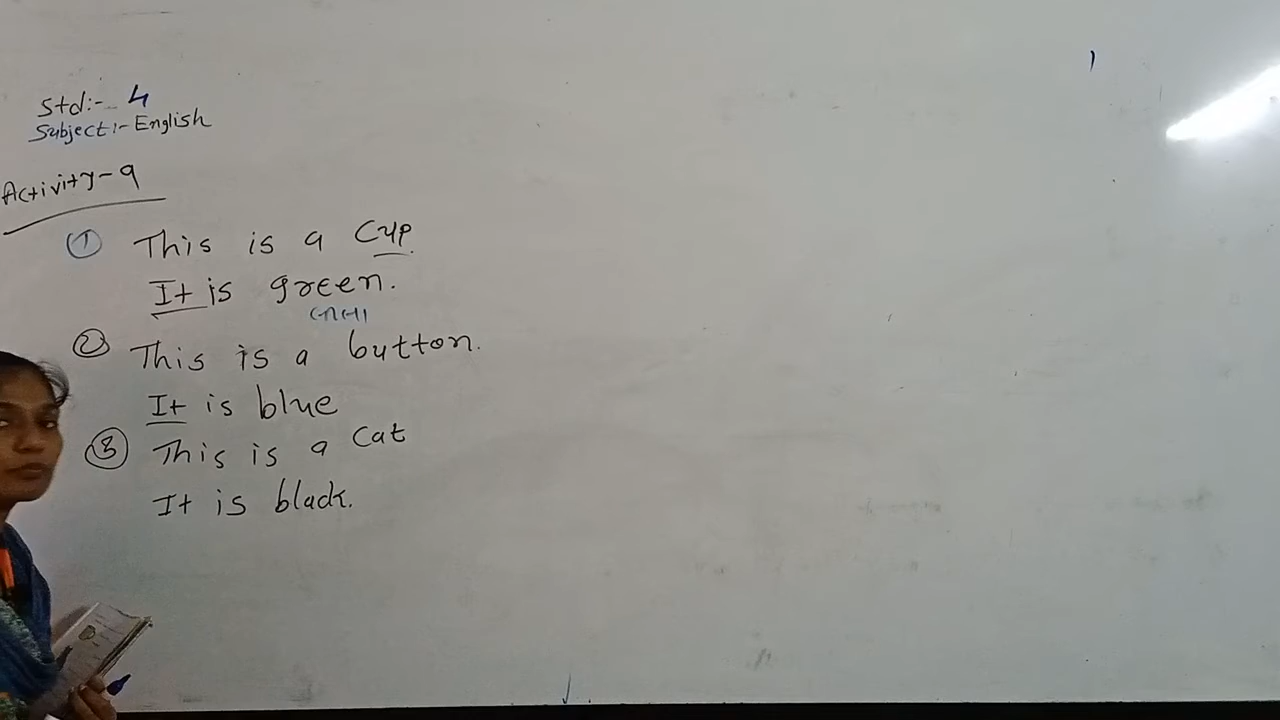 Std:- 4
Subject:- English
Activity-9
① This is a Cup.
It is green.
② This is a button.
It is blue
③ This is a Cat
It is black.